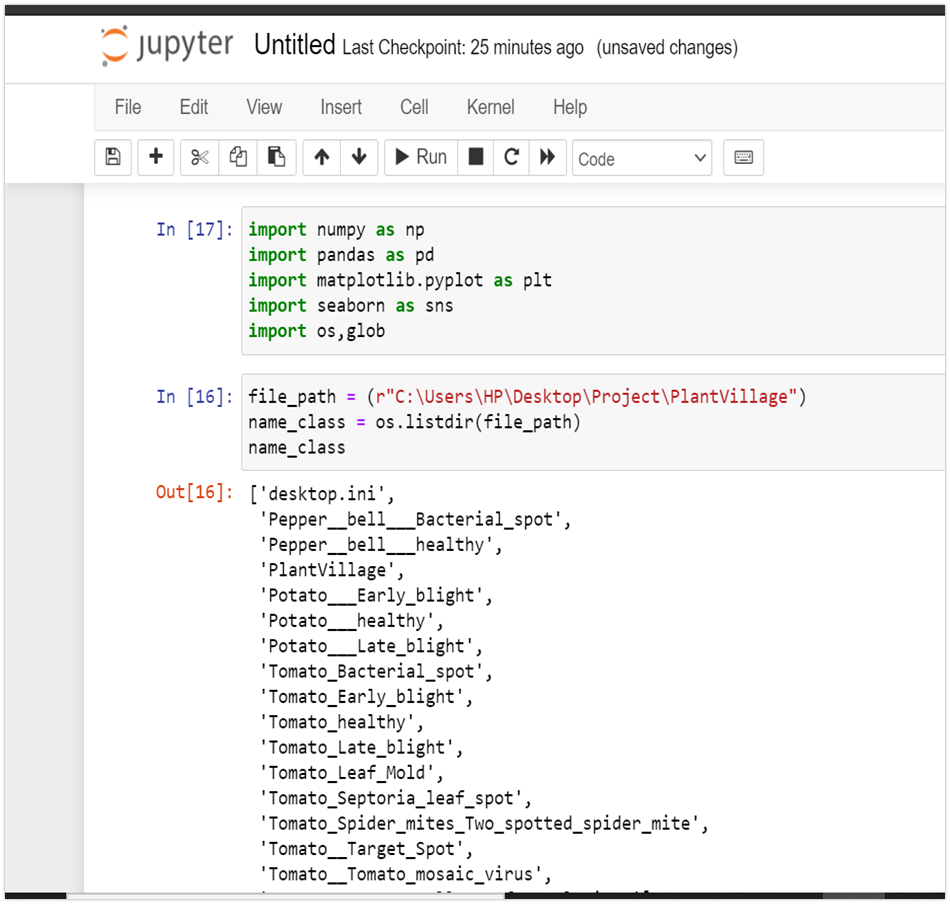 jupyter Untitled Last Checkpoint: 25 minutes ago (unsaved changes)
File Edit View Insert Cell Kernel Help
Run Code
In [17]: import numpy as np
import pandas as pd
import matplotlib.pyplot as plt
import seaborn as sns
import os,glob
In [16]: file_path = (r"C:\Users\HP\Desktop\Project\PlantVillage")
name_class = os.listdir(file_path)
name_class
Out[16]: ['desktop.ini',
'Pepper__bell___Bacterial_spot',
'Pepper__bell___healthy',
'PlantVillage',
'Potato___Early_blight',
'Potato___healthy',
'Potato___Late_blight',
'Tomato_Bacterial_spot',
'Tomato_Early_blight',
'Tomato_healthy',
'Tomato_Late_blight',
'Tomato_Leaf_Mold',
'Tomato_Septoria_leaf_spot',
'Tomato_Spider_mites_Two_spotted_spider_mite',
'Tomato__Target_Spot',
'Tomato__Tomato_mosaic_virus',